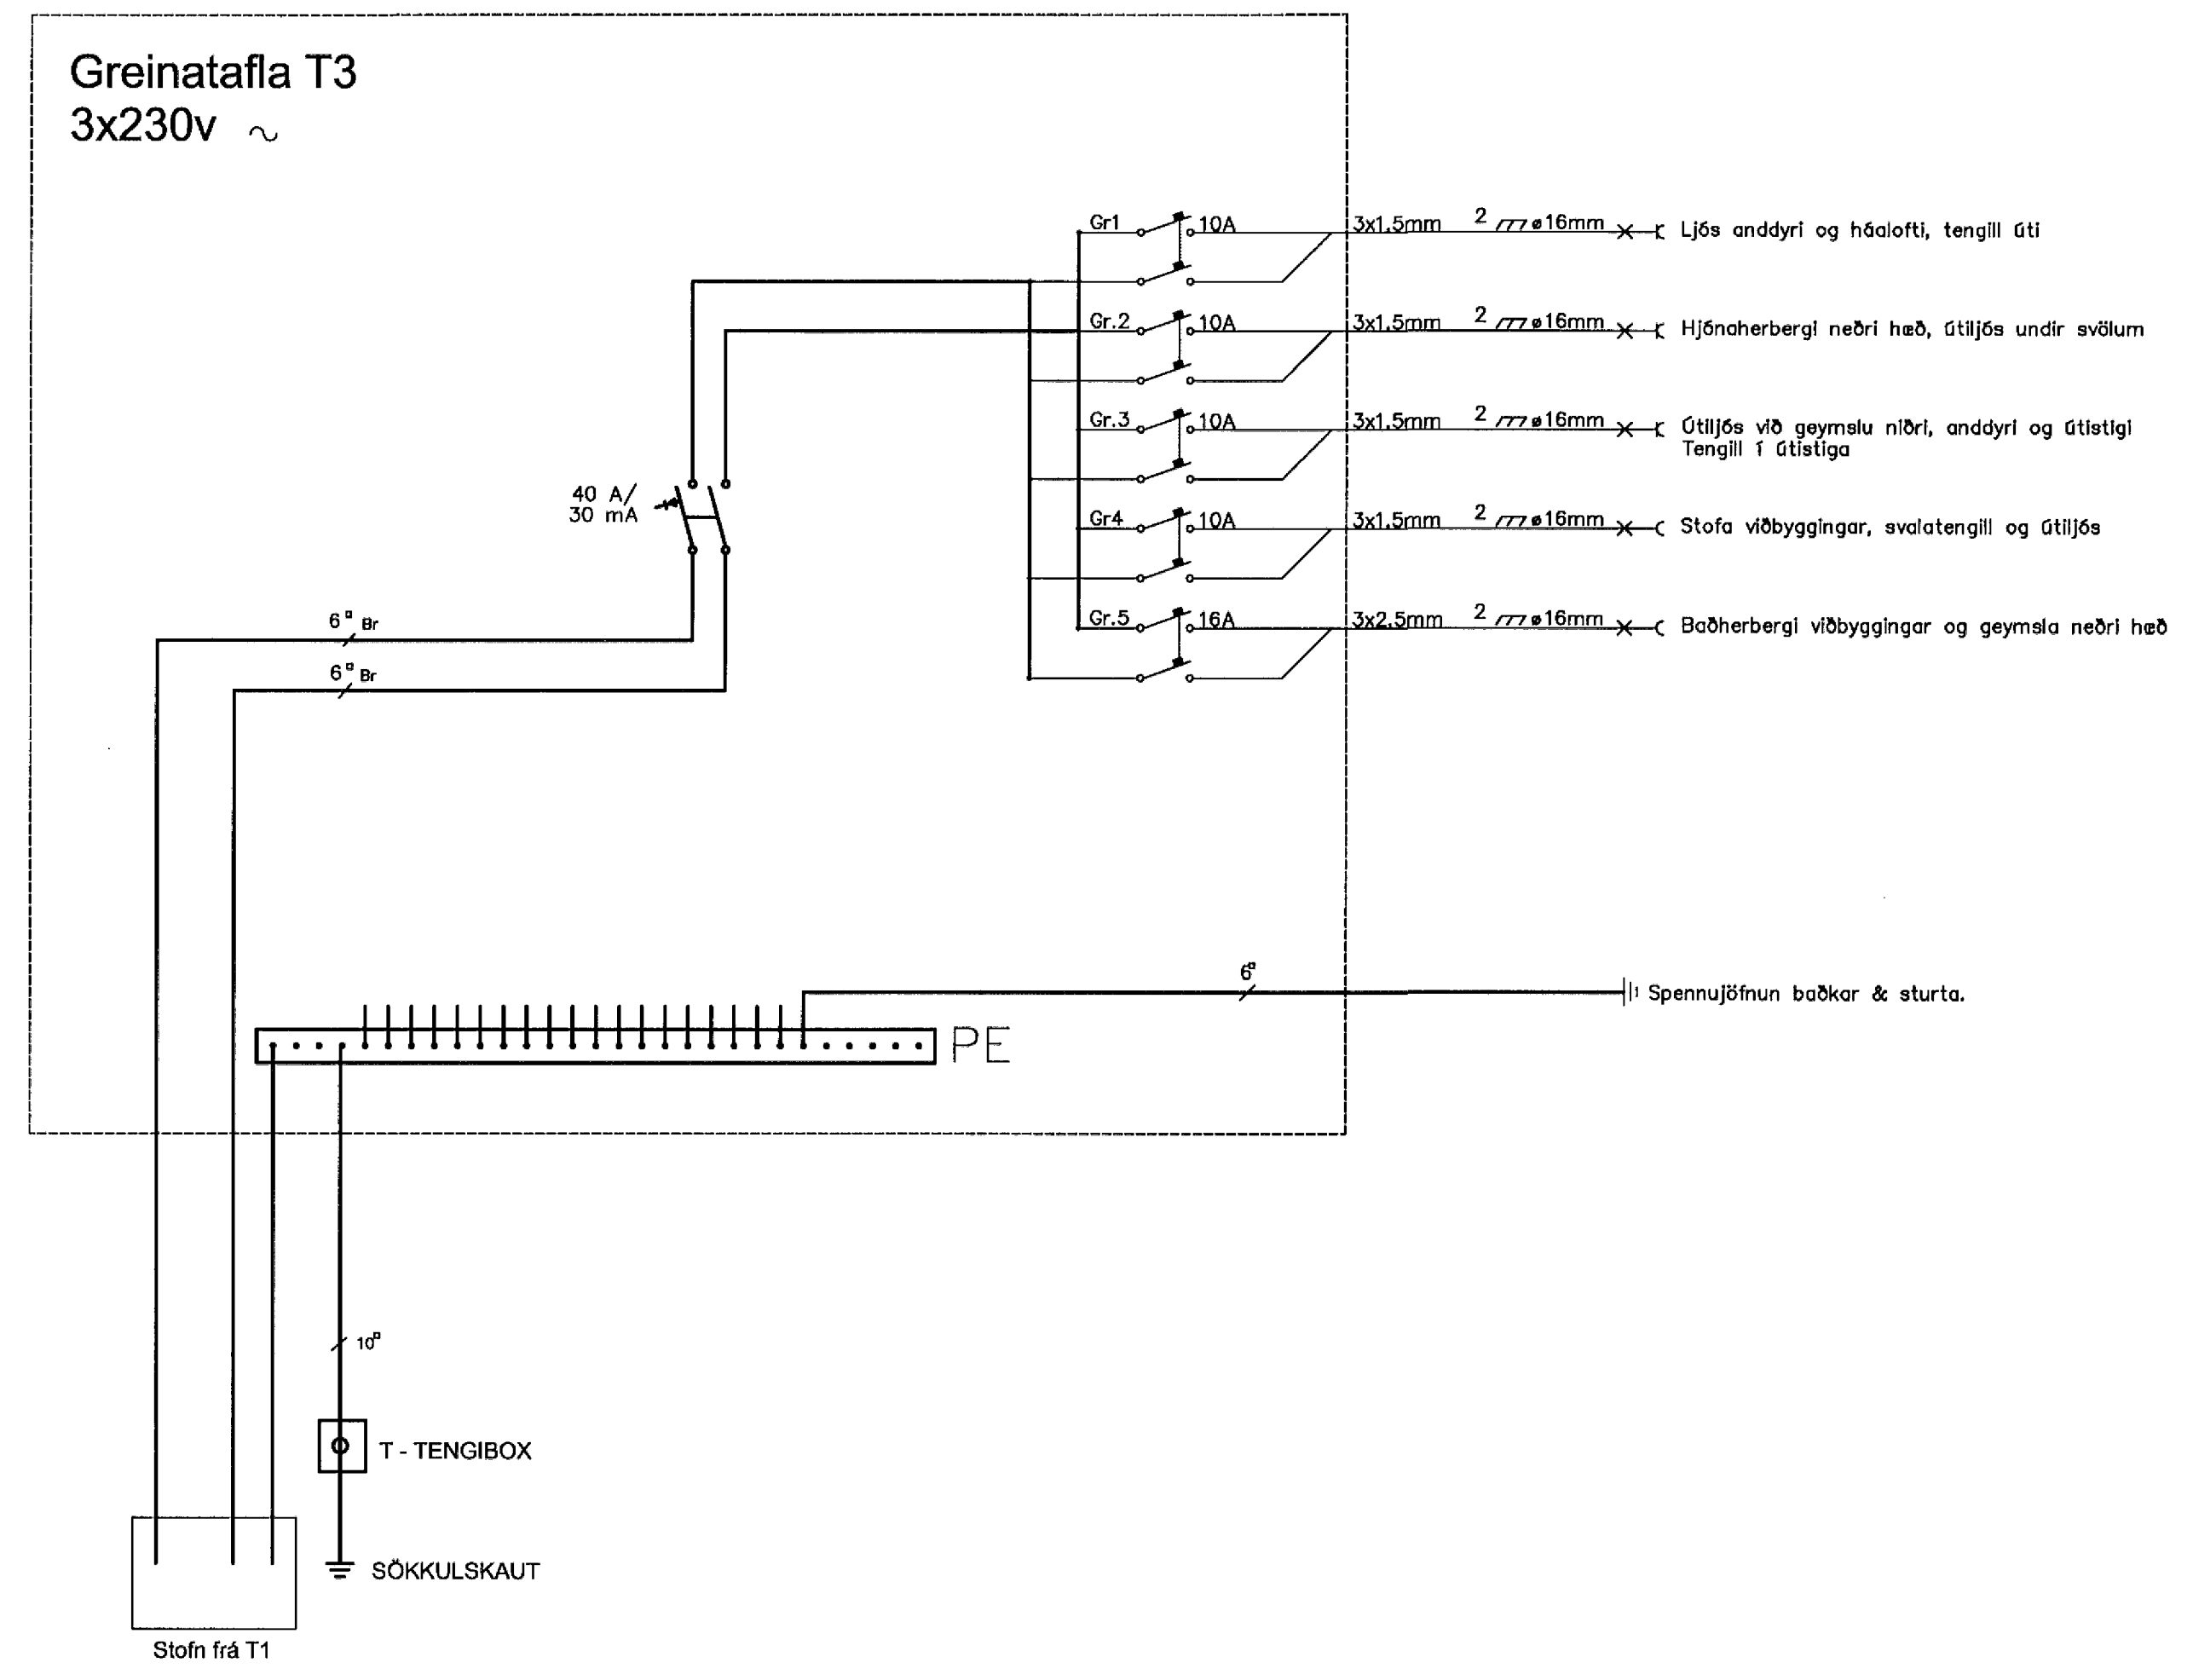 Greinatafla T3
3x230v ~
Gr1 10A 3x1.5mm 2 ø16mm Ljós anddyri og háalofti, tengill úti
Gr.2 10A 3x1.5mm 2 ø16mm Hjónaherbergi neðri hæð, útiljós undir svölum
Gr.3 10A 3x1.5mm 2 ø16mm Útiljós við geymslu niðri, anddyri og útistigi
Tengill í útistiga
40 A/
30 mA
Gr4 10A 3x1.5mm 2 ø16mm Stofa viðbyggingar, svalatengill og útiljós
Gr.5 16A 3x2.5mm 2 ø16mm Baðherbergi viðbyggingar og geymsla neðri hæð
6▫ Br
6▫ Br
6▫
Spennujöfnun baðkar & sturta.
PE
10▫
T - TENGIBOX
SÖKKULSKAUT
Stofn frá T1